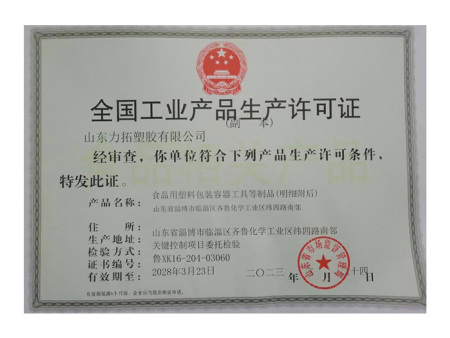 全国工业产品生产许可证
(副 本)
山东力拓塑胶有限公司
经审查,你单位符合下列产品生产许可条件,
特发此证。
产品名称: 食品用塑料包装容器工具等制品(明细附后)
山东省淄博市临淄区齐鲁化学工业区纬四路南邻
住 所:
生产地址: 山东省淄博市临淄区齐鲁化学工业区纬四路南邻
检验方式: 关键控制项目委托检验
证书编号: 鲁XK16-204-03060
有效期至: 2028年3月23日
二〇二三 年 月 十四